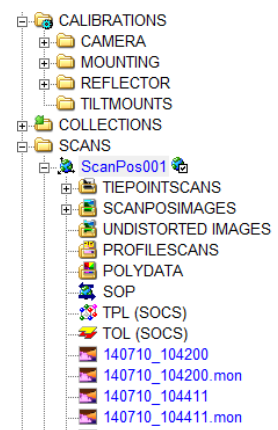 CALIBRATIONS
CAMERA
MOUNTING
REFLECTOR
TILTMOUNTS
COLLECTIONS
SCANS
ScanPos001
TIEPOINTSCANS
SCANPOSIMAGES
UNDISTORTED IMAGES
PROFILESCANS
POLYDATA
SOP
TPL (SOCS)
TOL (SOCS)
140710_104200
140710_104200.mon
140710_104411
140710_104411.mon